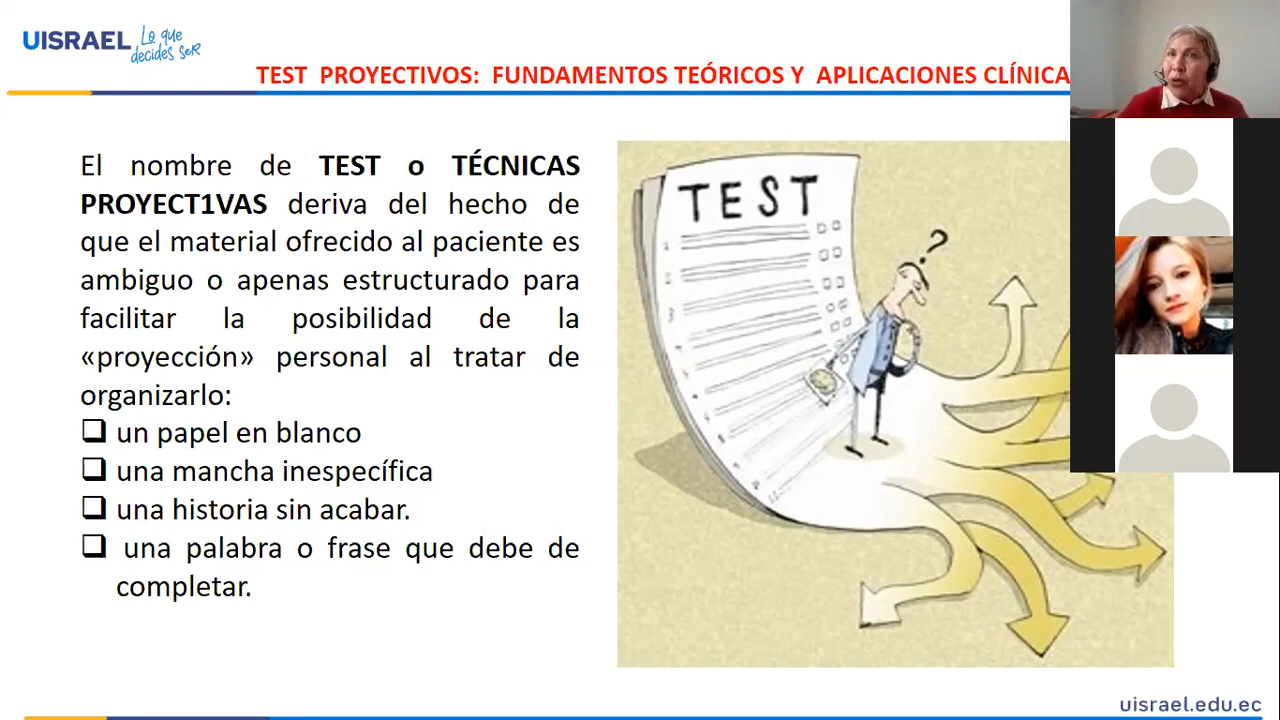 UISRAEL Lo que
decides seR
TEST PROYECTIVOS: FUNDAMENTOS TEÓRICOS Y APLICACIONES CLÍNICA
El nombre de TEST o TÉCNICAS
PROYECT1VAS deriva del hecho de
que el material ofrecido al paciente es
ambiguo o apenas estructurado para
facilitar la posibilidad de la
«proyección» personal al tratar de
organizarlo:
un papel en blanco
una mancha inespecífica
una historia sin acabar.
una palabra o frase que debe de
completar.
TEST
?
uisrael.edu.ec